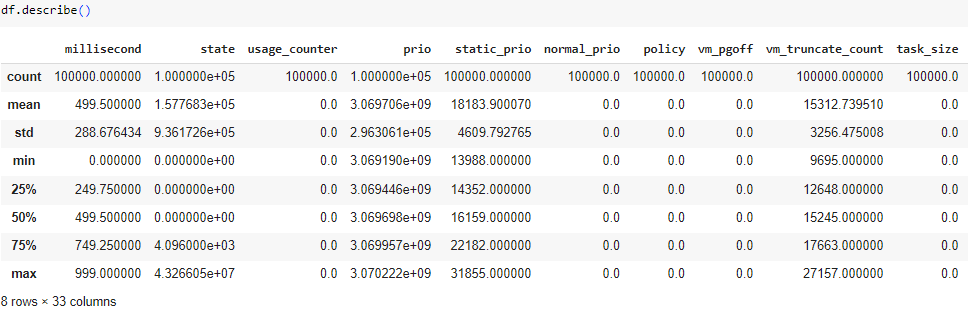 df.describe()
millisecond state usage_counter prio static_prio normal_prio policy vm_pgoff vm_truncate_count task_size
count 100000.000000 1.000000e+05 100000.0 1.000000e+05 100000.000000 100000.0 100000.0 100000.0 100000.000000 100000.0
mean 499.500000 1.577683e+05 0.0 3.069706e+09 18183.900070 0.0 0.0 0.0 15312.739510 0.0
std 288.676434 9.361726e+05 0.0 2.963061e+05 4609.792765 0.0 0.0 0.0 3256.475008 0.0
min 0.000000 0.000000e+00 0.0 3.069190e+09 13988.000000 0.0 0.0 0.0 9695.000000 0.0
25% 249.750000 0.000000e+00 0.0 3.069446e+09 14352.000000 0.0 0.0 0.0 12648.000000 0.0
50% 499.500000 0.000000e+00 0.0 3.069698e+09 16159.000000 0.0 0.0 0.0 15245.000000 0.0
75% 749.250000 4.096000e+03 0.0 3.069957e+09 22182.000000 0.0 0.0 0.0 17663.000000 0.0
max 999.000000 4.326605e+07 0.0 3.070222e+09 31855.000000 0.0 0.0 0.0 27157.000000 0.0
8 rows × 33 columns